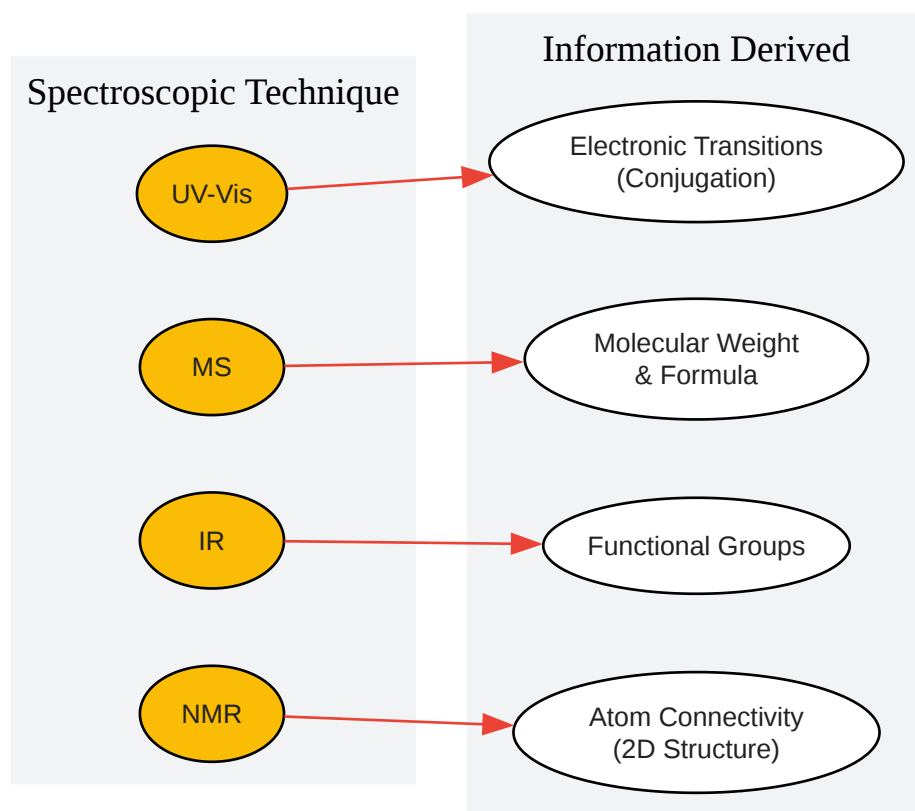 Spectroscopic Technique
UV-Vis
MS
IR
NMR
Information Derived
Electronic Transitions
(Conjugation)
Molecular Weight
& Formula
Functional Groups
Atom Connectivity
(2D Structure)